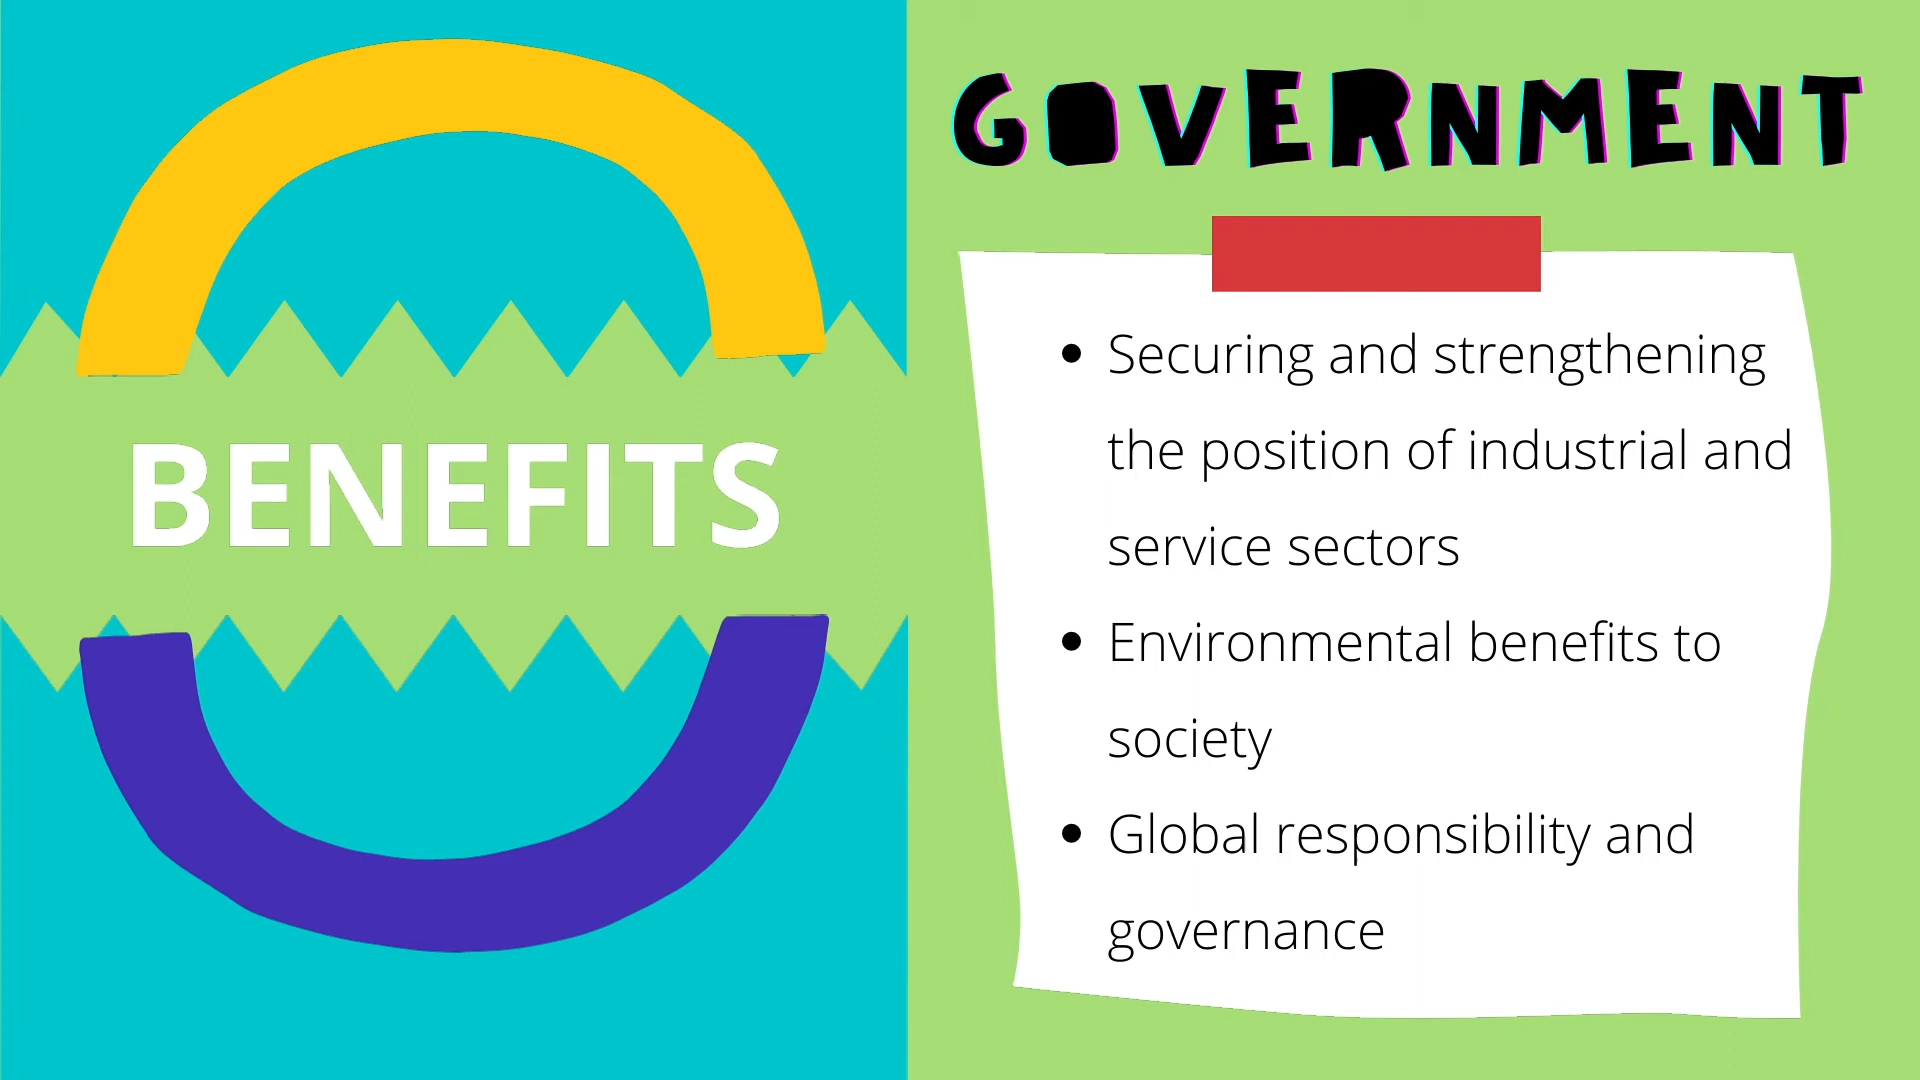 BENEFITS
GOVERNMENT
• Securing and strengthening
the position of industrial and
service sectors
• Environmental benefits to
society
• Global responsibility and
governance